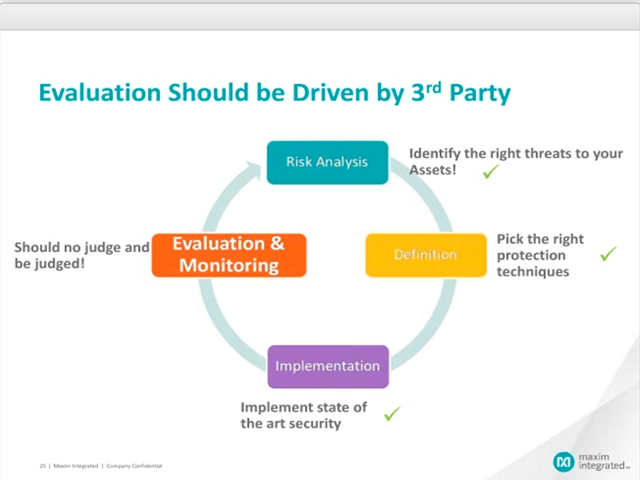 Evaluation Should be Driven by 3rd Party
Risk Analysis
Identify the right threats to your
Assets!
Should no judge and
be judged!
Evaluation &
Monitoring
Definition
Pick the right
protection
techniques
Implementation
Implement state of
the art security
25 | Maxim Integrated | Company Confidential
maxim
integrated™